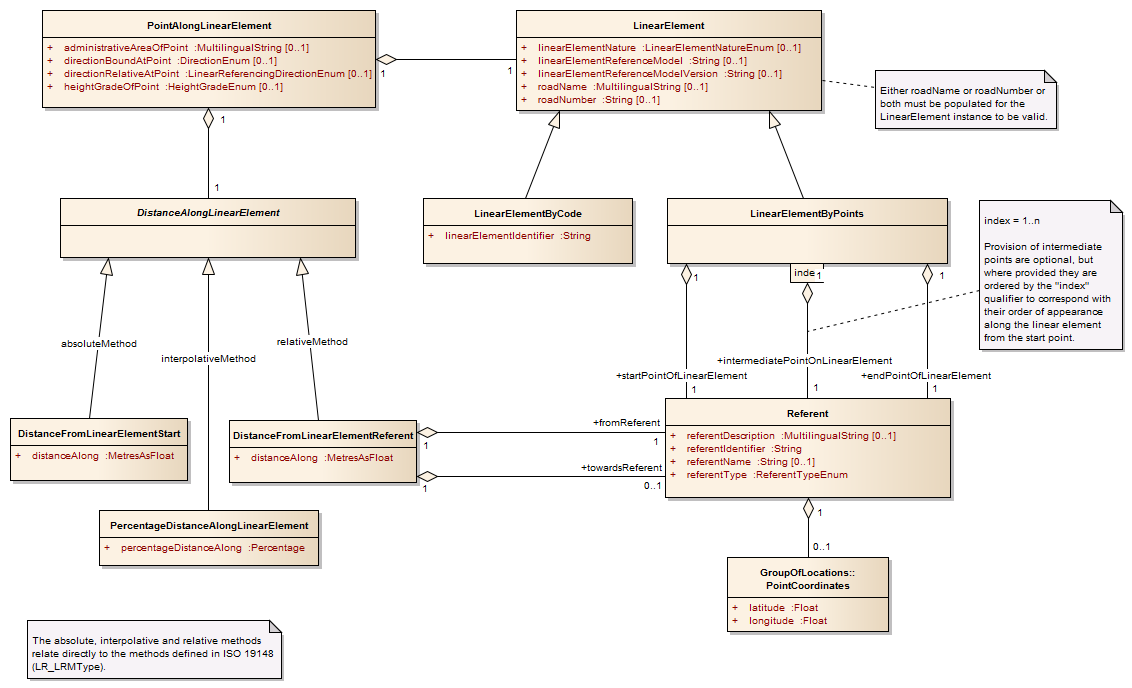 PointAlongLinearElement
+ administrativeAreaOfPoint :MultilingualString [0..1]
+ directionBoundAtPoint :DirectionEnum [0..1]
+ directionRelativeAtPoint :LinearReferencingDirectionEnum [0..1]
+ heightGradeOfPoint :HeightGradeEnum [0..1]
1
1
LinearElement
+ linearElementNature :LinearElementNatureEnum [0..1]
+ linearElementReferenceModel :String [0..1]
+ linearElementReferenceModelVersion :String [0..1]
+ roadName :MultilingualString [0..1]
+ roadNumber :String [0..1]
Either roadName or roadNumber or
both must be populated for the
LinearElement instance to be valid.
1
1
DistanceAlongLinearElement
LinearElementByCode
+ linearElementIdentifier :String
LinearElementByPoints
1
inde
1
1
index = 1..n
Provision of intermediate
points are optional, but
where provided they are
ordered by the "index"
qualifier to correspond with
their order of appearance
along the linear element
from the start point.
absoluteMethod
interpolativeMethod
relativeMethod
+intermediatePointOnLinearElement
+startPointOfLinearElement
+endPointOfLinearElement
1
1
1
DistanceFromLinearElementStart
+ distanceAlong :MetresAsFloat
DistanceFromLinearElementReferent
+ distanceAlong :MetresAsFloat
+fromReferent
1
1
+towardsReferent
1
0..1
Referent
+ referentDescription :MultilingualString [0..1]
+ referentIdentifier :String
+ referentName :String [0..1]
+ referentType :ReferentTypeEnum
PercentageDistanceAlongLinearElement
+ percentageDistanceAlong :Percentage
1
0..1
GroupOfLocations::
PointCoordinates
+ latitude :Float
+ longitude :Float
The absolute, interpolative and relative methods
relate directly to the methods defined in ISO 19148
(LR_LRMType).